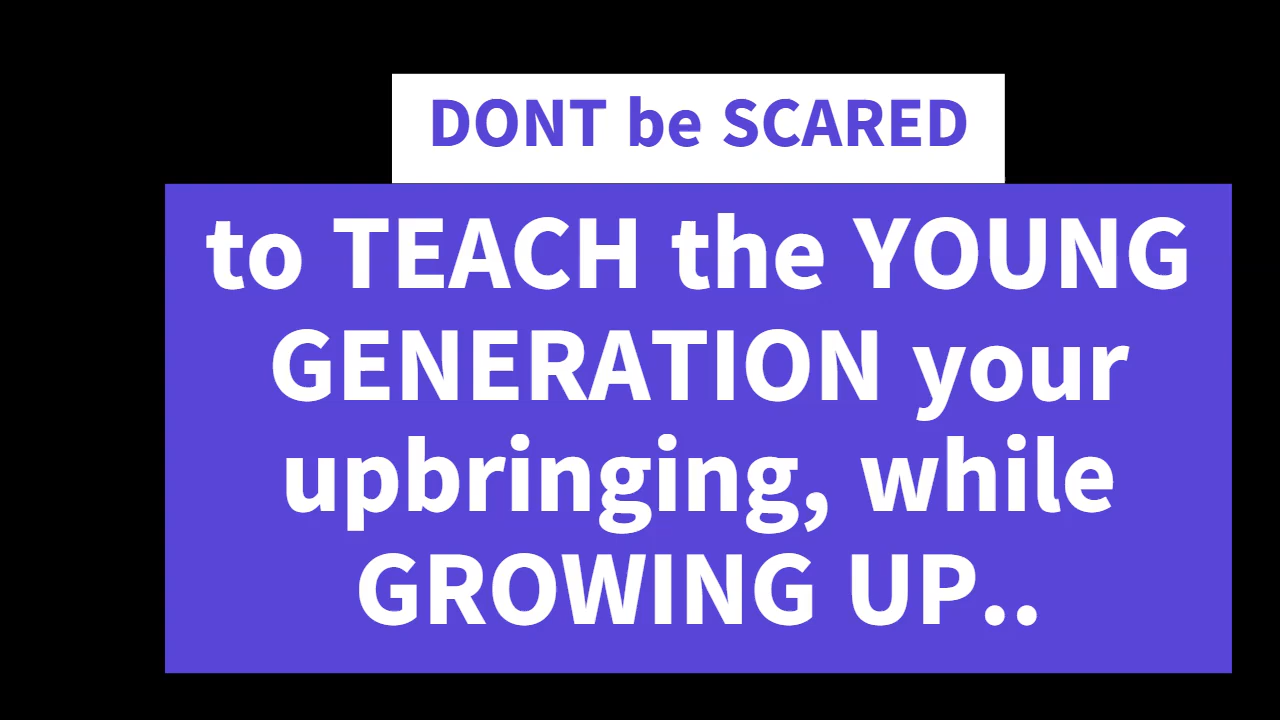 DONT be SCARED
to TEACH the YOUNG
GENERATION your
upbringing, while
GROWING UP..